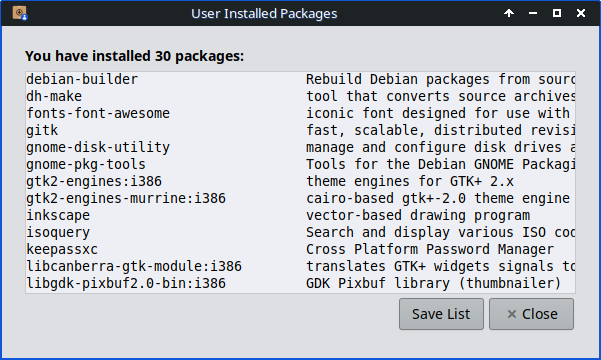 User Installed Packages
You have installed 30 packages:
debian-builder Rebuild Debian packages from sourc
dh-make tool that converts source archives
fonts-font-awesome iconic font designed for use with
gitk fast, scalable, distributed revisi
gnome-disk-utility manage and configure disk drives a
gnome-pkg-tools Tools for the Debian GNOME Packagi
gtk2-engines:i386 theme engines for GTK+ 2.x
gtk2-engines-murrine:i386 cairo-based gtk+-2.0 theme engine
inkscape vector-based drawing program
isoquery Search and display various ISO cod
keepassxc Cross Platform Password Manager
libcanberra-gtk-module:i386 translates GTK+ widgets signals to
libgdk-pixbuf2.0-bin:i386 GDK Pixbuf library (thumbnailer)
Save List Close